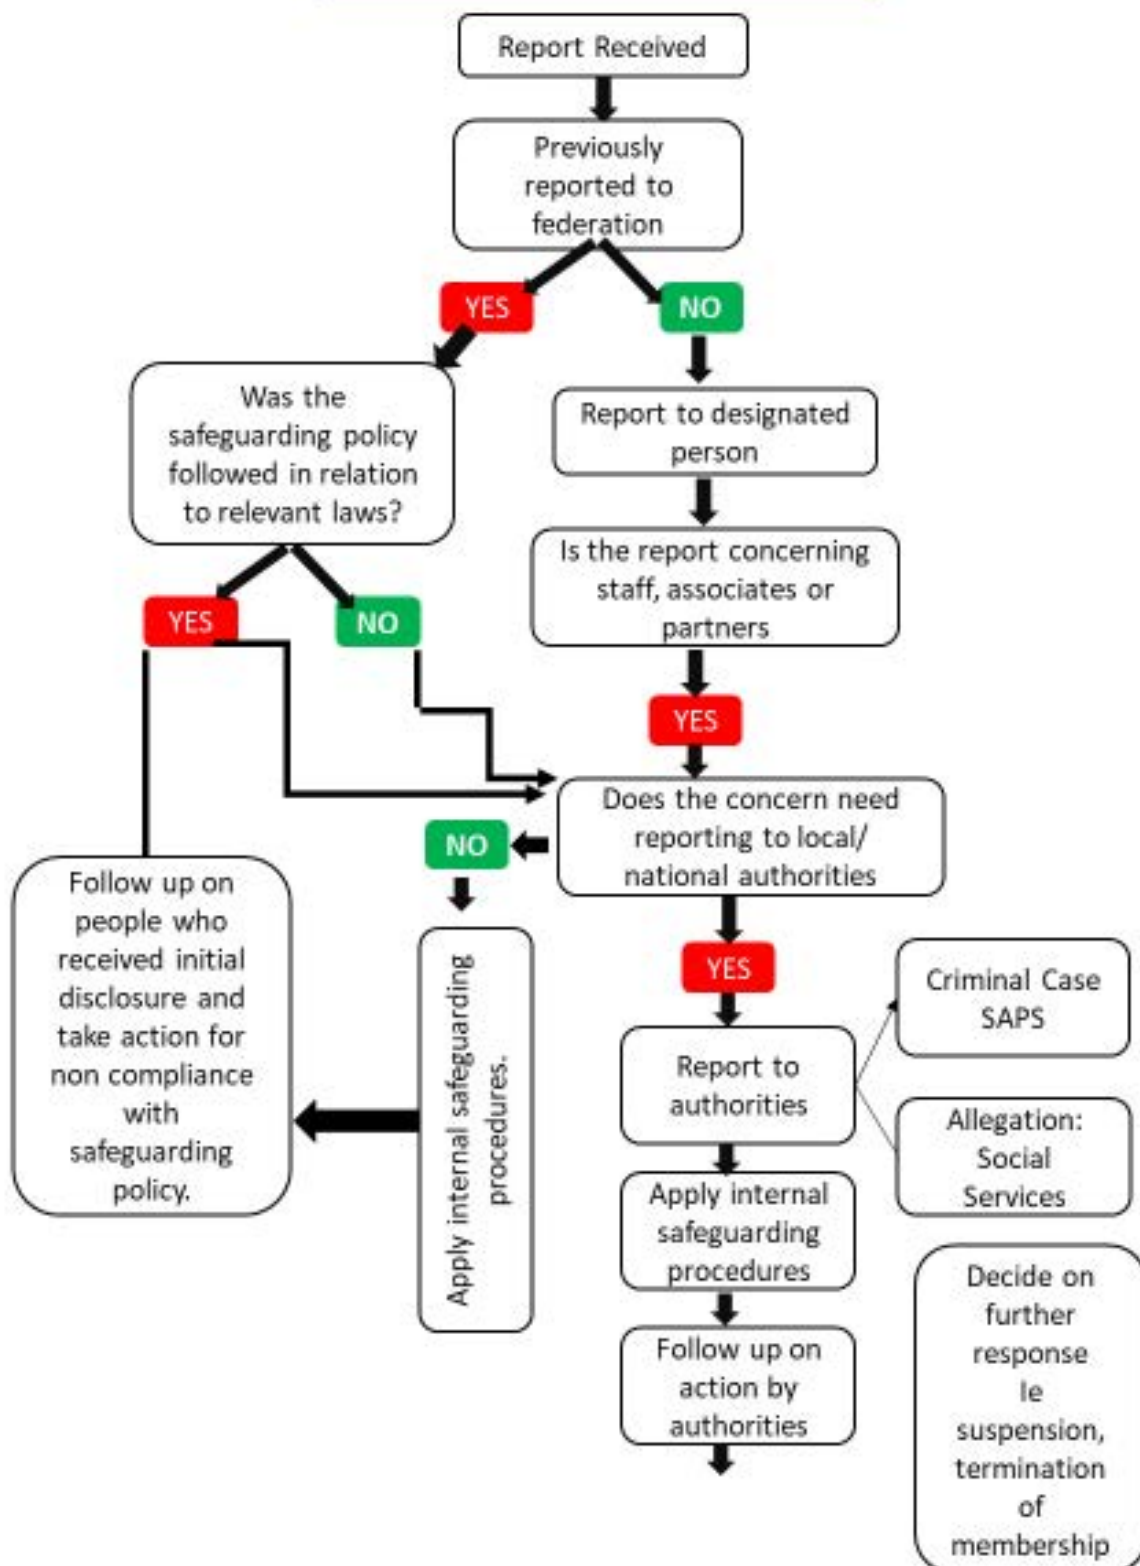 Report Received
Previously
reported to
federation
YES
NO
Was the
safeguarding policy
followed in relation
to relevant laws?
Report to designated
person
Is the report concerning
staff, associates or
partners
YES
NO
YES
Does the concern need
reporting to local/
national authorities
NO
YES
Follow up on
people who
received initial
disclosure and
take action for
non compliance
with
safeguarding
policy.
Apply internal safeguarding
procedures.
Report to
authorities
Criminal Case
SAPS
Allegation:
Social
Services
Apply internal
safeguarding
procedures
Follow up on
action by
authorities
Decide on
further
response
Ie
suspension,
termination
of
membership